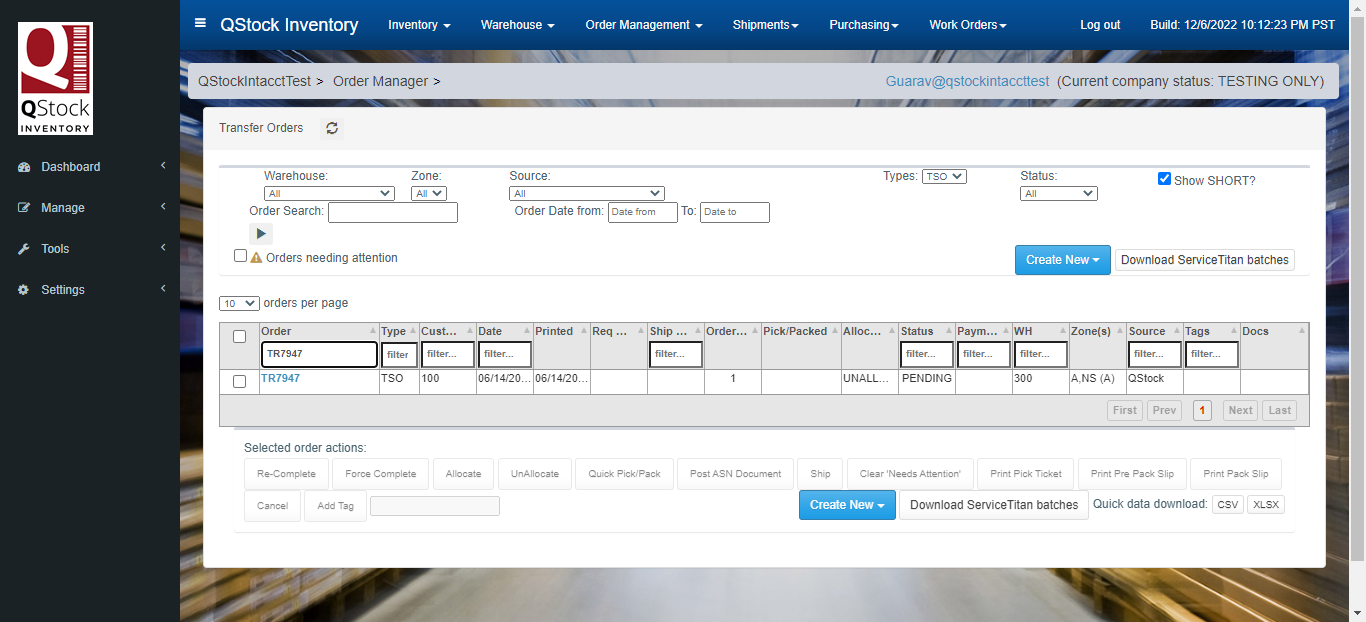 QStock
INVENTORY
Dashboard
Manage
Tools
Settings
QStock Inventory Inventory Warehouse Order Management Shipments Purchasing Work Orders Log out Build: 12/6/2022 10:12:23 PM PST
QStockIntacctTest > Order Manager > Guarav@qstockintaccttest (Current company status: TESTING ONLY)
Transfer Orders
Warehouse: Zone: Source: Types: TSO Status: Show SHORT?
All All All All
Order Search: Order Date from: Date from To: Date to
Orders needing attention
Create New Download ServiceTitan batches
10 orders per page
Order Type Cust... Date Printed Req ... Ship ... Order... Pick/Packed Alloc... Status Paym... WH Zone(s) Source Tags Docs
TR7947 filter filter... filter... filter... filter... filter... filter... filter... filter...
TR7947 TSO 100 06/14/20... 06/14/20... 1 UNALL... PENDING 300 A,NS (A) QStock
First Prev 1 Next Last
Selected order actions:
Re-Complete Force Complete Allocate UnAllocate Quick Pick/Pack Post ASN Document Ship Clear 'Needs Attention' Print Pick Ticket Print Pre Pack Slip Print Pack Slip
Cancel Add Tag Create New Download ServiceTitan batches Quick data download: CSV XLSX